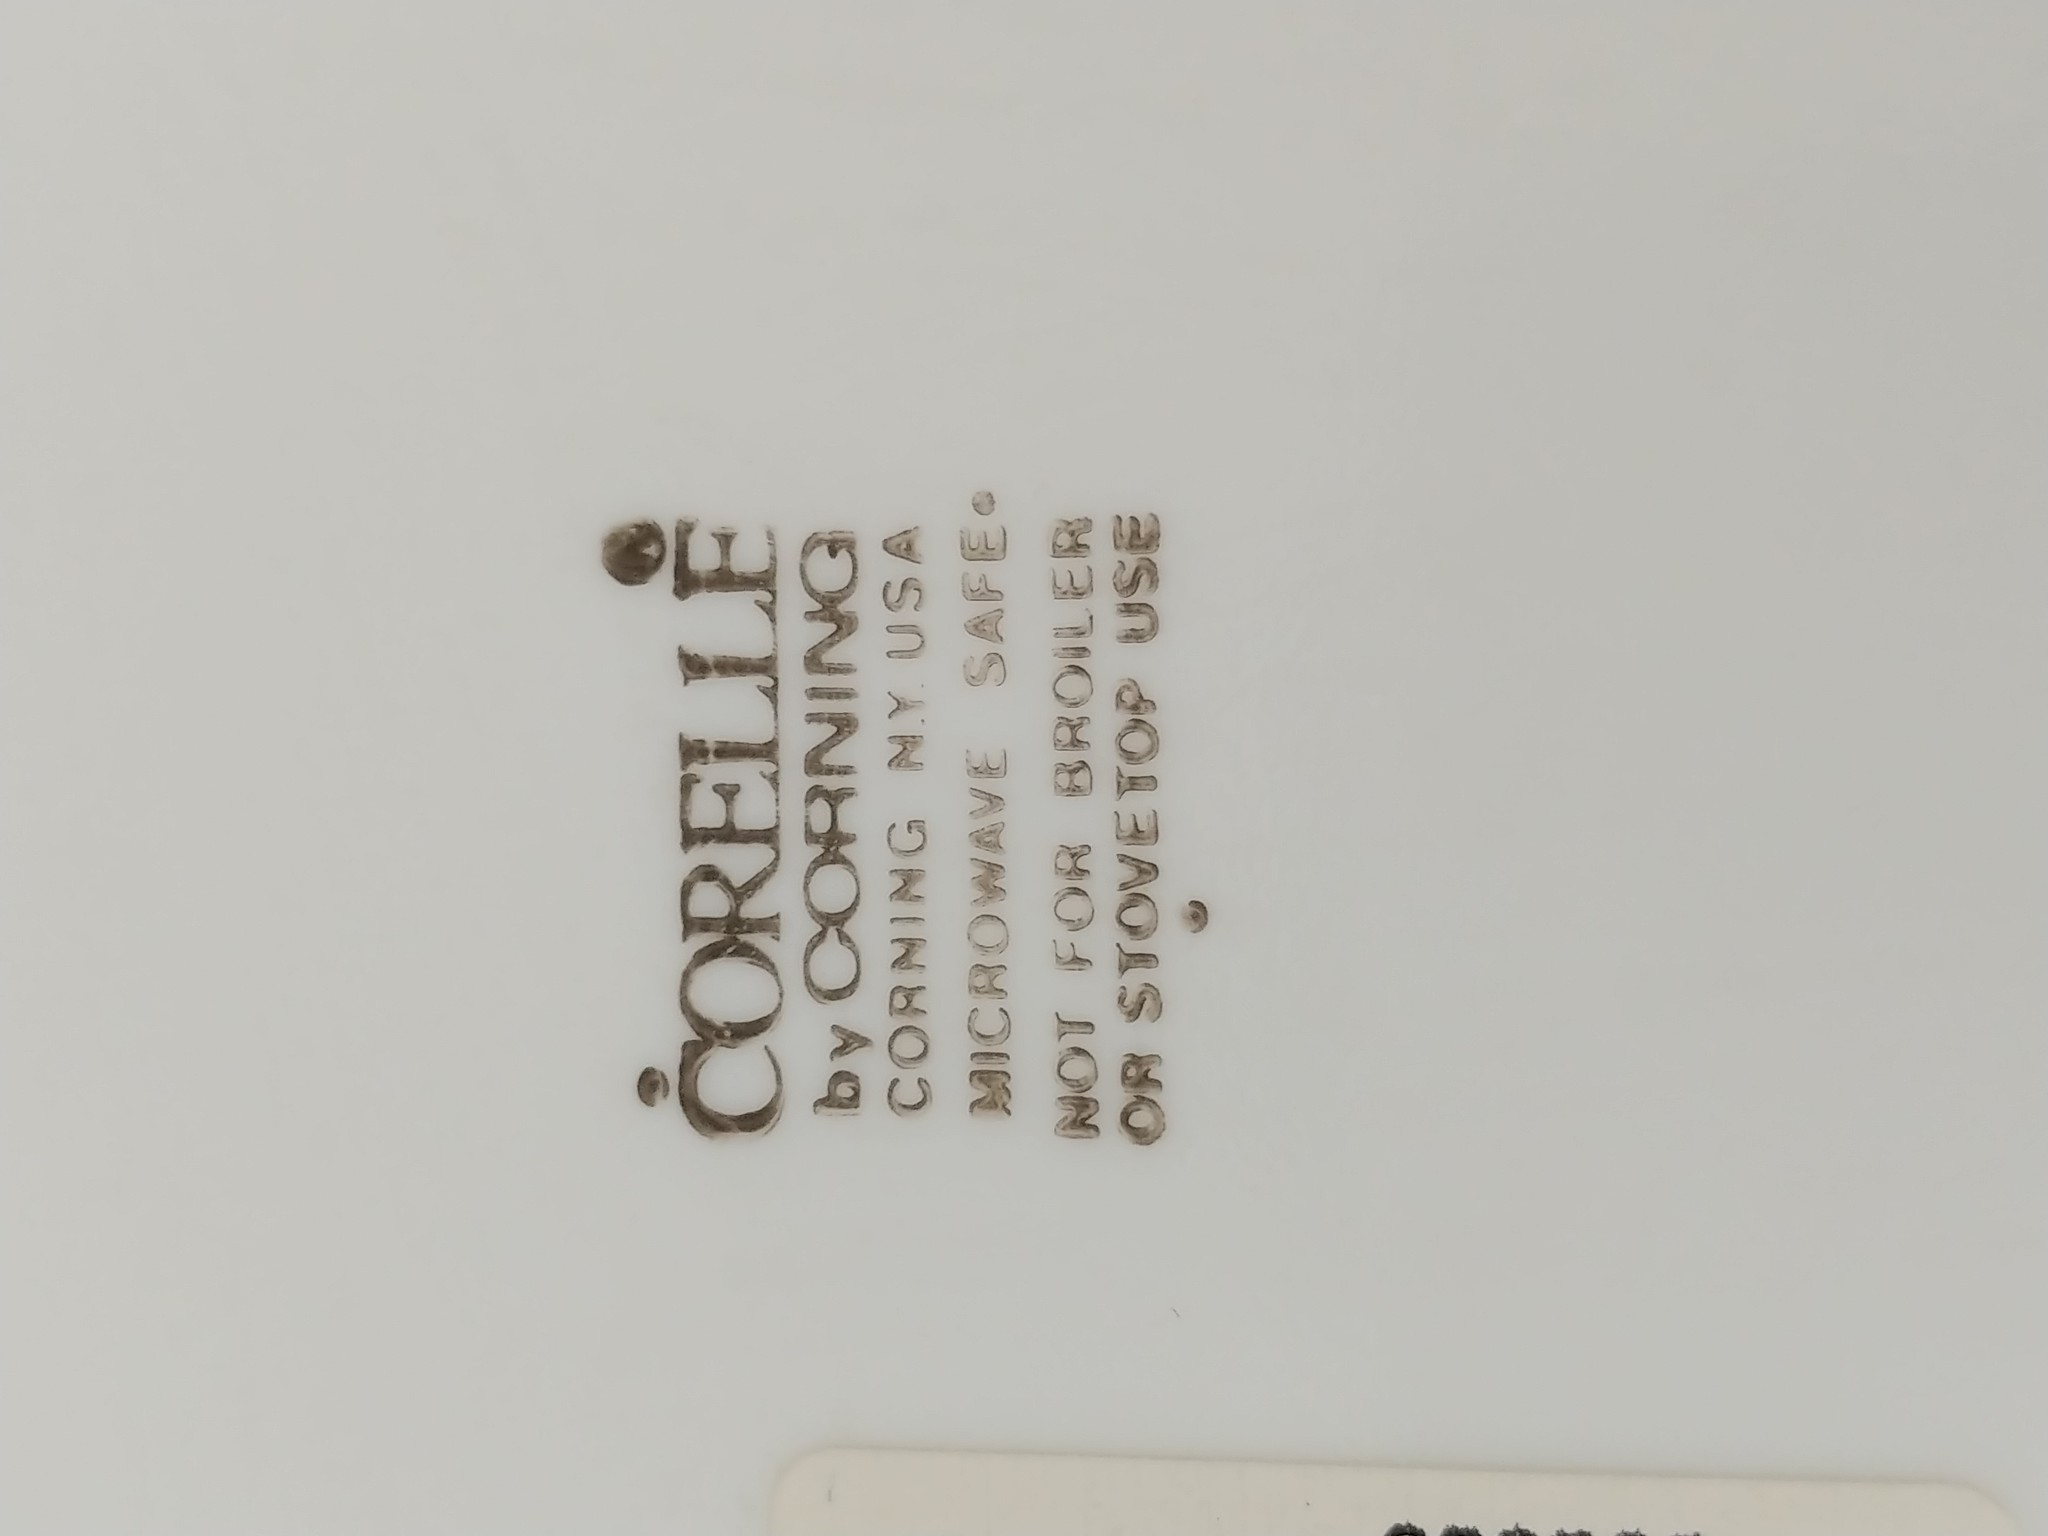 CORELLE
by CORNING
CORNING N.Y. USA
MICROWAVE SAFE.
NOT FOR BROILER
OR STOVETOP USE